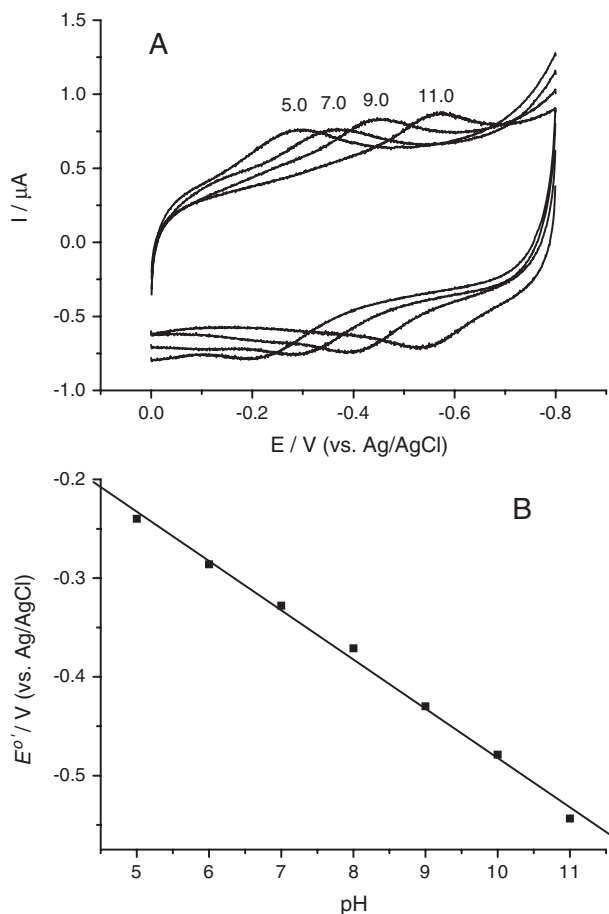 A
5.0 7.0 9.0 11.0
1.5
1.0
0.5
0.0
-0.5
-1.0
I / μA
0.0 -0.2 -0.4 -0.6 -0.8
E / V (vs. Ag/AgCl)
B
-0.2
-0.3
-0.4
-0.5
E°' / V (vs. Ag/AgCl)
5 6 7 8 9 10 11
pH